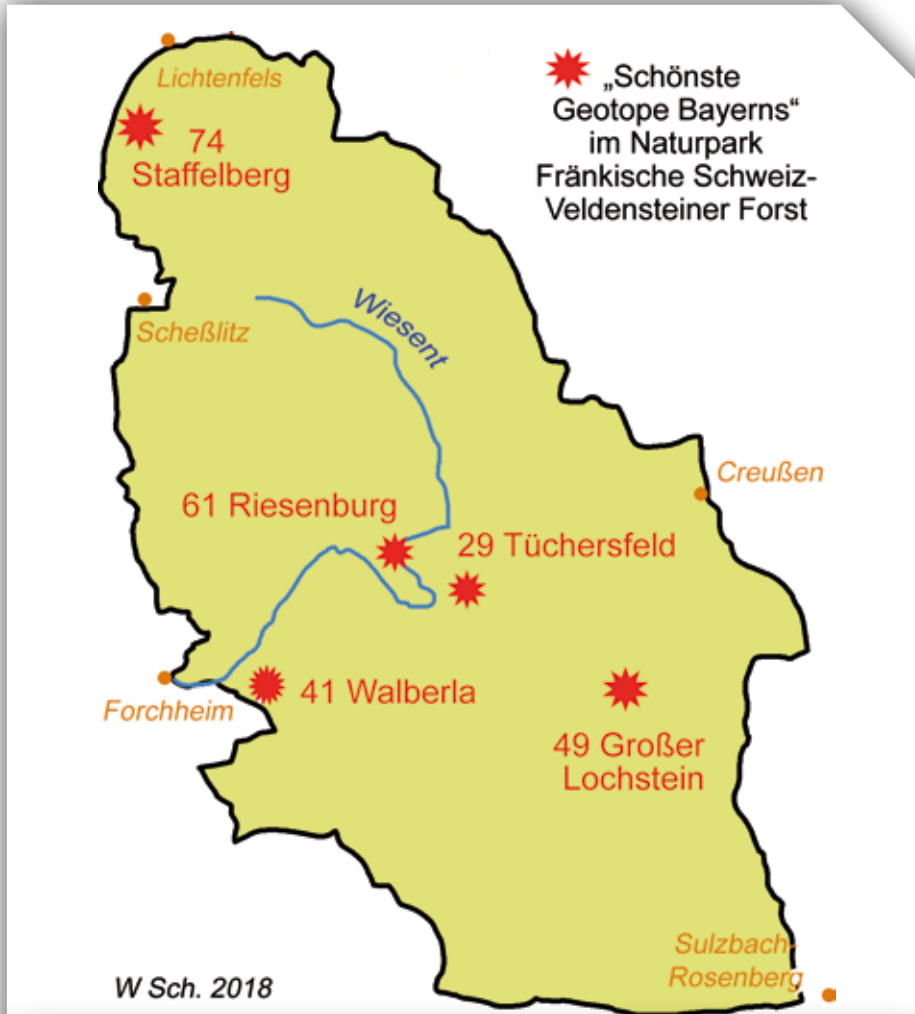 Lichtenfels
„Schönste
Geotope Bayerns“
im Naturpark
Fränkische Schweiz-
Veldensteiner Forst
74
Staffelberg
Wiesent
Scheßlitz
Creußen
61 Riesenburg
29 Tüchersfeld
41 Walberla
Forchheim
49 Großer
Lochstein
Sulzbach-
Rosenberg
W Sch. 2018